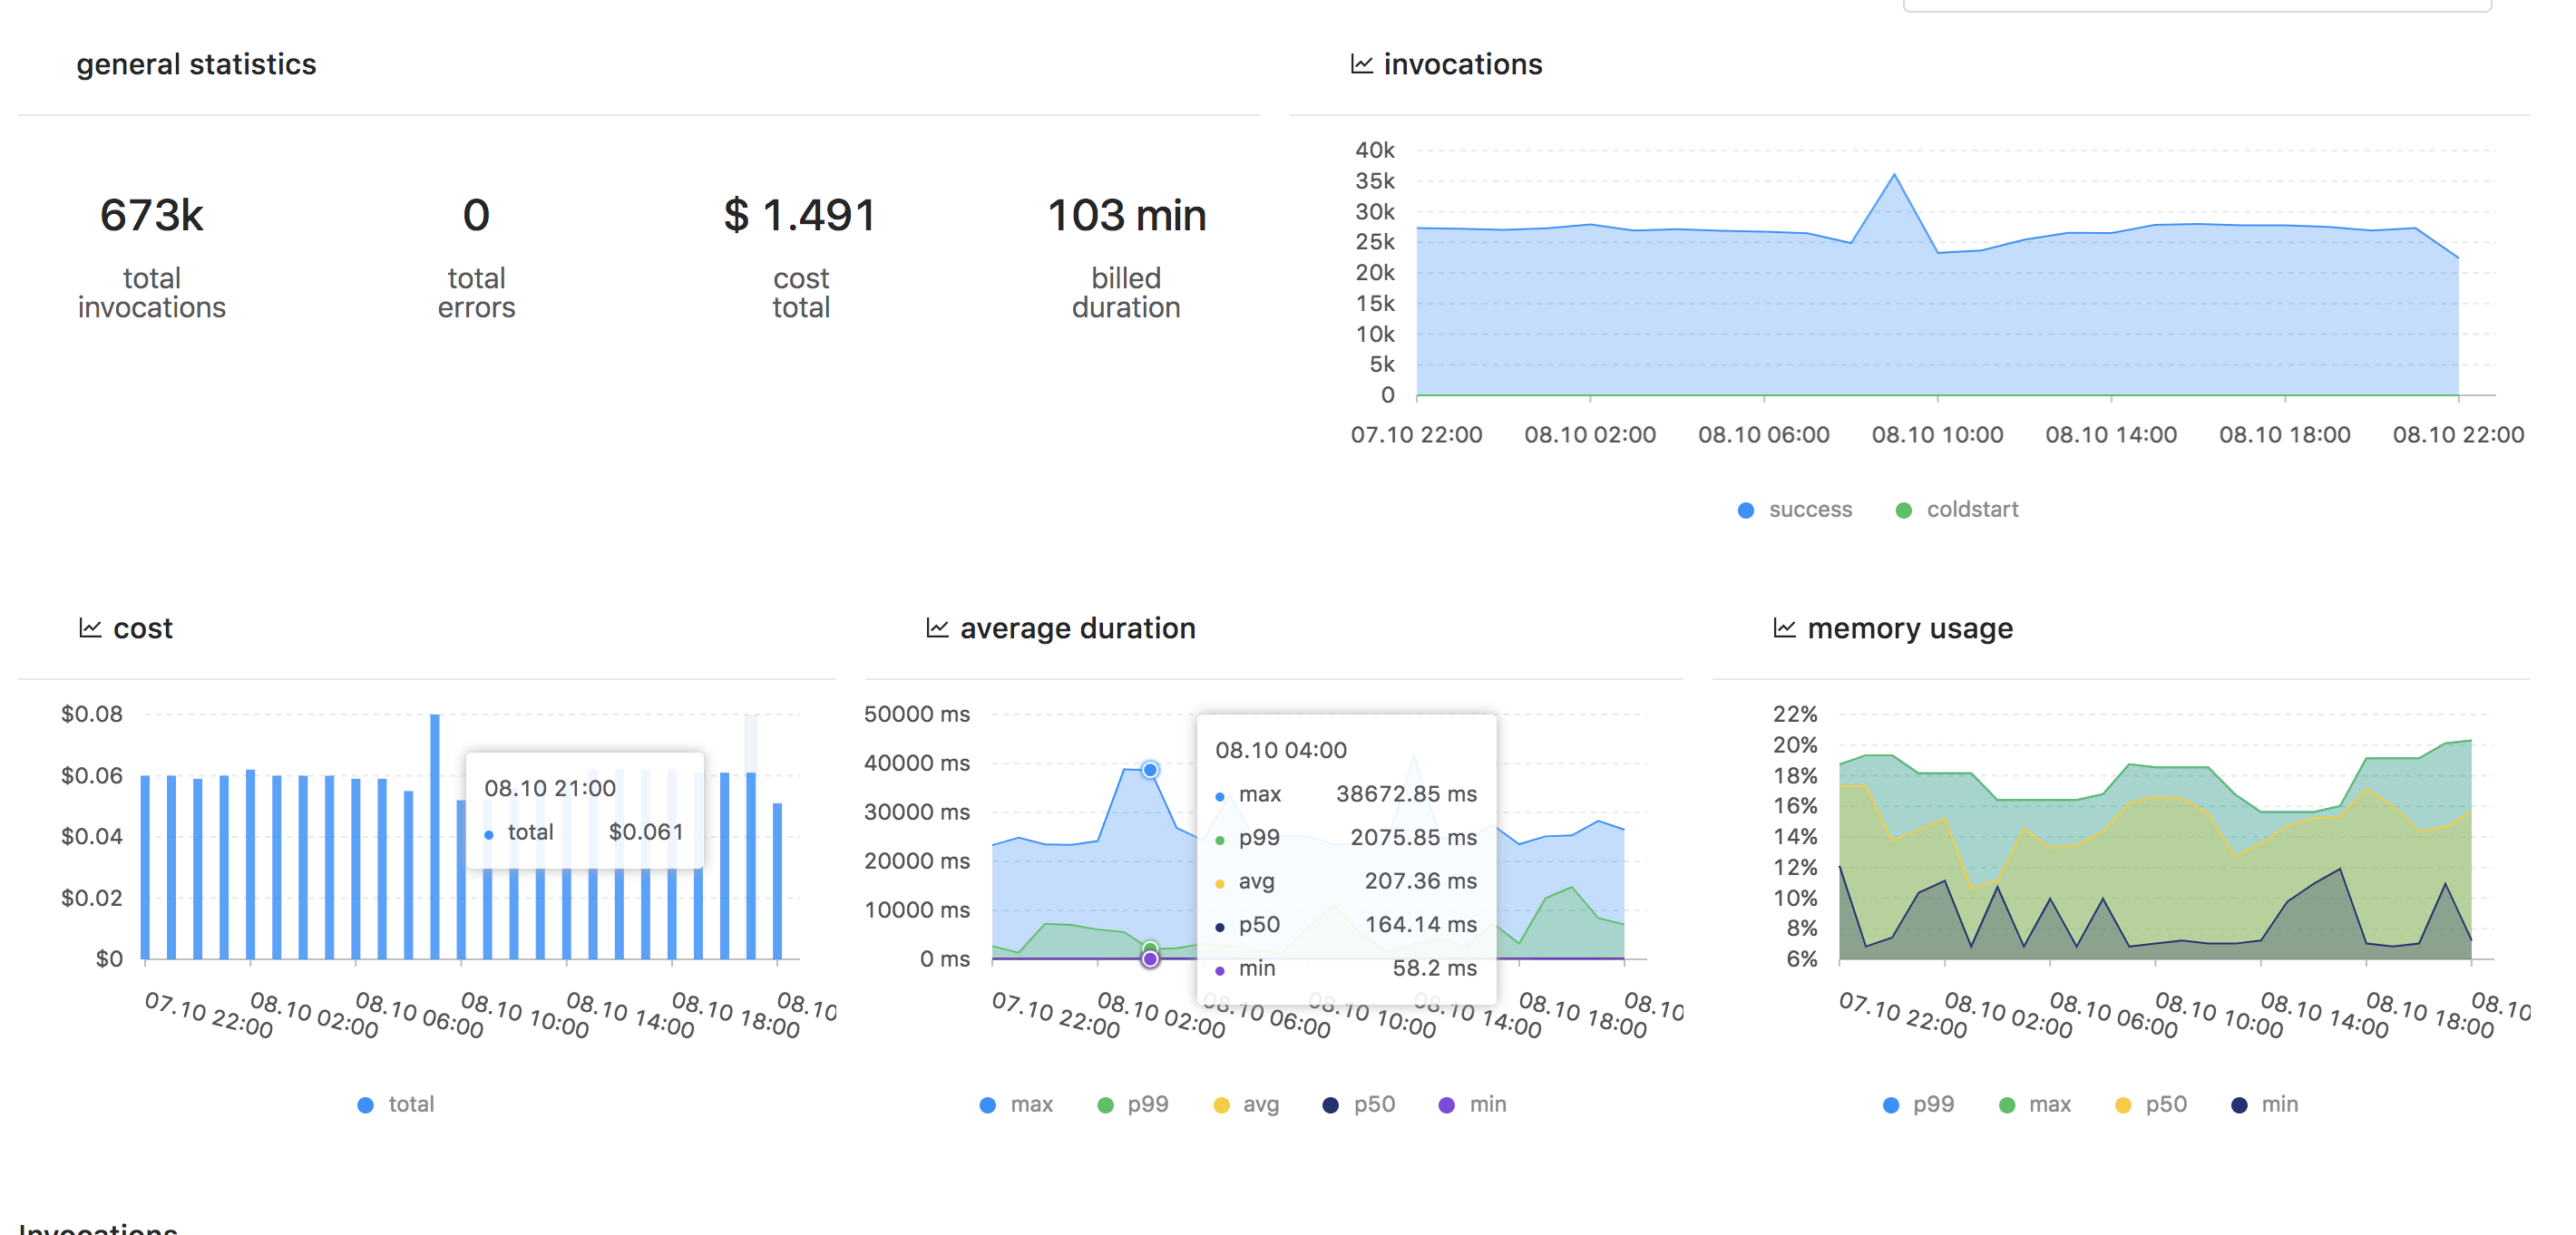 general statistics
673k
total
invocations
0
total
errors
$ 1.491
cost
total
103 min
billed
duration
invocations
40k
35k
30k
25k
20k
15k
10k
5k
0
07.10 22:00
08.10 02:00
08.10 06:00
08.10 10:00
08.10 14:00
08.10 18:00
08.10 22:00
success
coldstart
cost
$0.08
$0.06
$0.04
$0.02
$0
08.10 21:00
total $0.061
07.10 22:00
08.10 02:00
08.10 06:00
08.10 10:00
08.10 14:00
08.10 18:00
08.10
total
average duration
50000 ms
40000 ms
30000 ms
20000 ms
10000 ms
0 ms
08.10 04:00
max 38672.85 ms
p99 2075.85 ms
avg 207.36 ms
p50 164.14 ms
min 58.2 ms
07.10 22:00
08.10 02:00
08.10 06:00
08.10 10:00
08.10 14:00
08.10 18:00
08.10
max
p99
avg
p50
min
memory usage
22%
20%
18%
16%
14%
12%
10%
8%
6%
07.10 22:00
08.10 02:00
08.10 06:00
08.10 10:00
08.10 14:00
08.10 18:00
08.10
p99
max
p50
min
Invocations